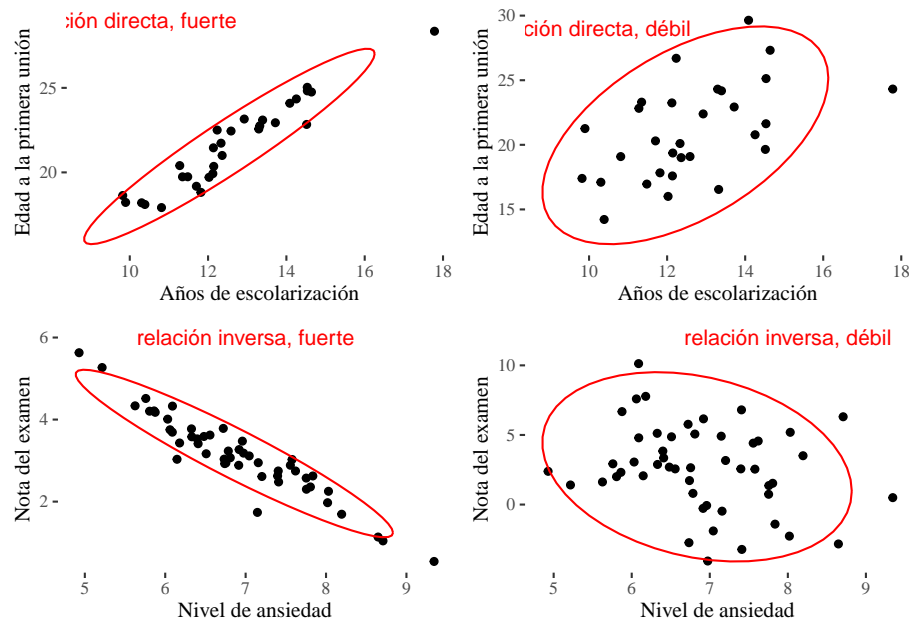 ción directa, fuerte
Edad a la primera unión
25
20
10 12 14 16 18
Años de escolarización
ción directa, débil
Edad a la primera unión
30
25
20
15
10 12 14 16 18
Años de escolarización
relación inversa, fuerte
Nota del examen
6
4
2
5 6 7 8 9
Nivel de ansiedad
relación inversa, débil
Nota del examen
10
5
0
5 6 7 8 9
Nivel de ansiedad